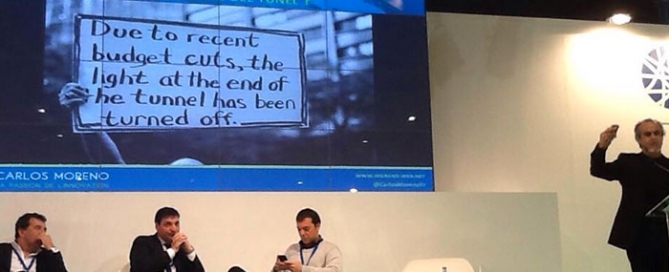 Due to recent
budget cuts, the
light at the end of
he tunnel has been
turned off.
CARLOS MORENO